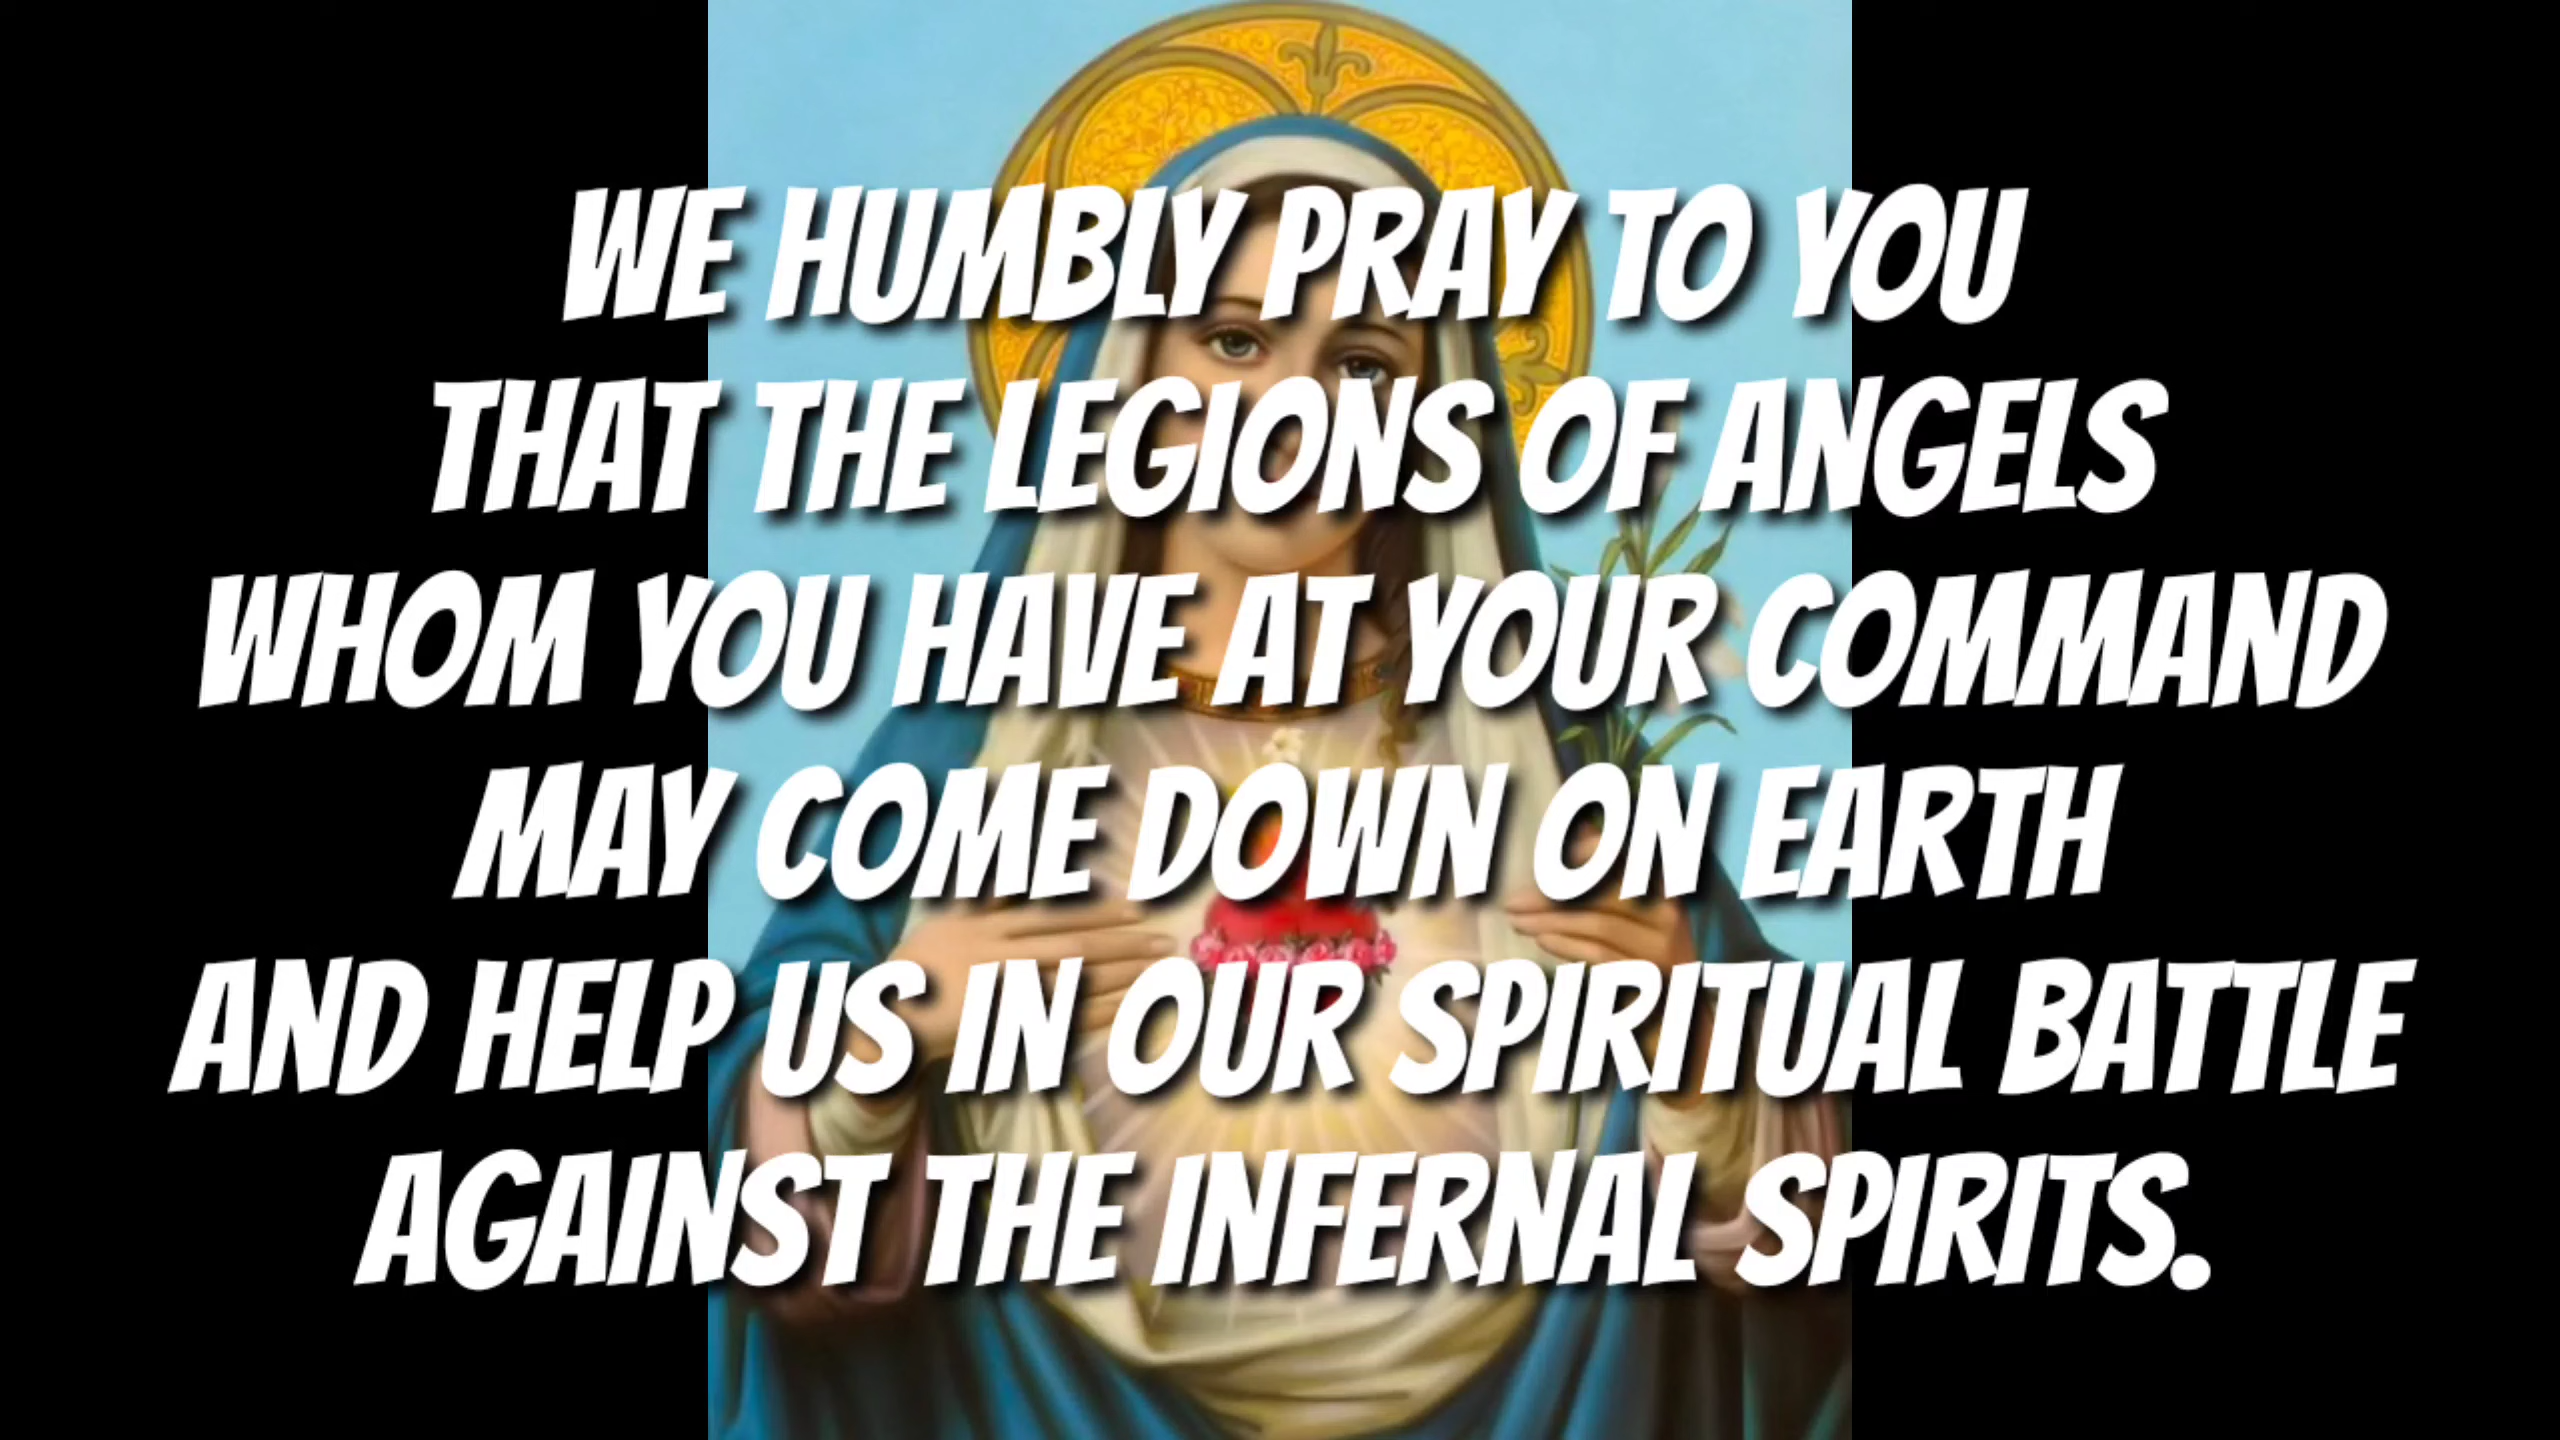 WE HUMBLY PRAY TO YOU
THAT THE LEGIONS OF ANGELS
WHOM YOU HAVE AT YOUR COMMAND
MAY COME DOWN ON EARTH
AND HELP US IN OUR SPIRITUAL BATTLE
AGAINST THE INFERNAL SPIRITS.